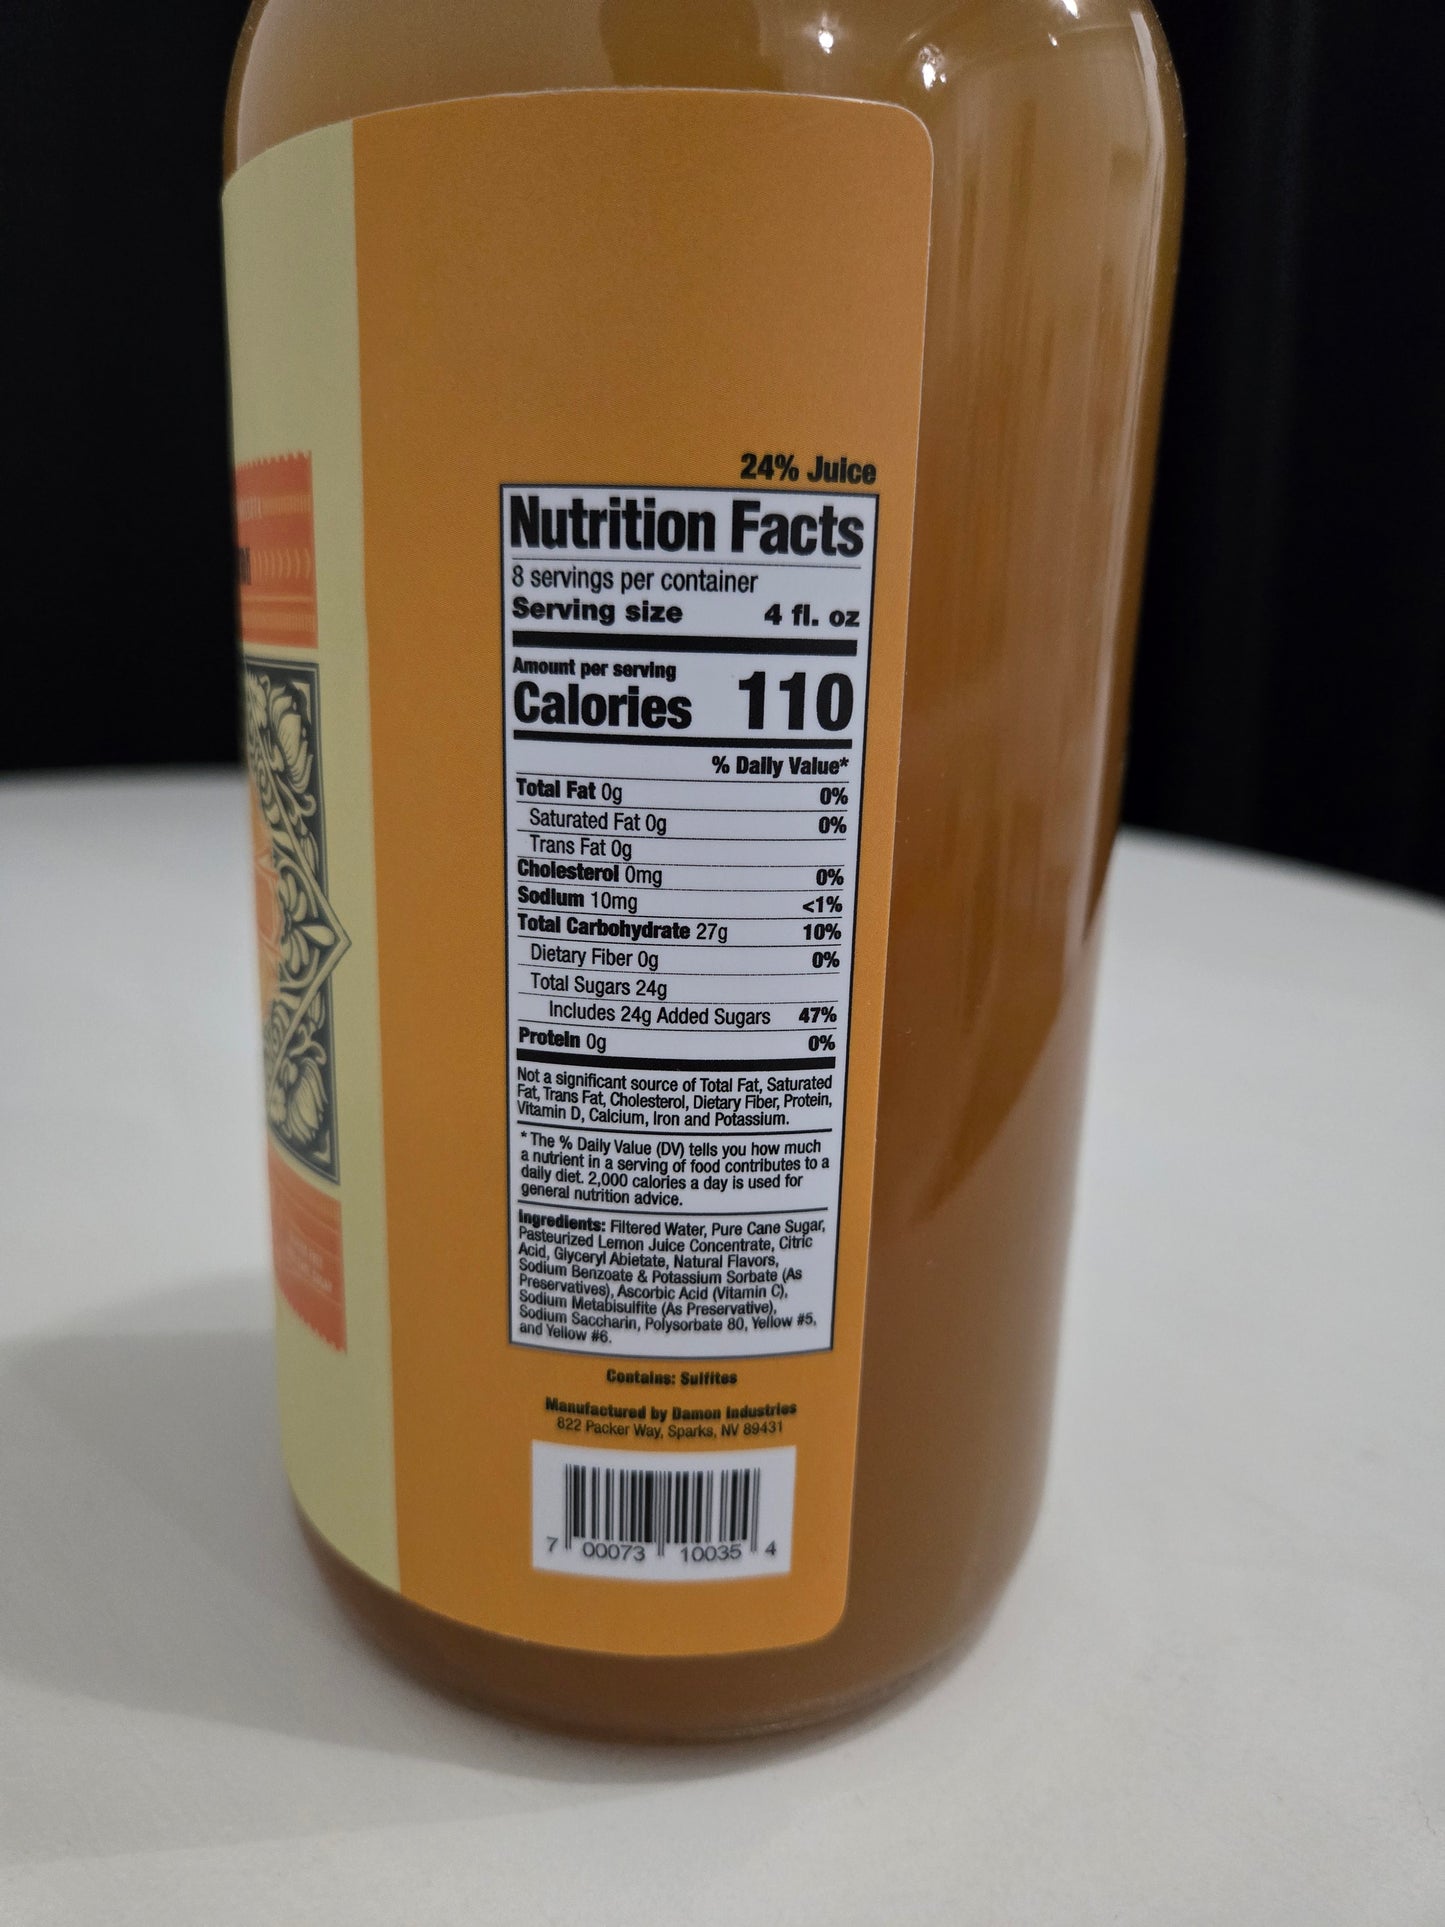 24% Juice
Nutrition Facts
8 servings per container
Serving size 4 fl. oz
Amount per serving
Calories 110
% Daily Value*
Total Fat 0g 0%
Saturated Fat 0g 0%
Trans Fat 0g
Cholesterol 0mg 0%
Sodium 10mg <1%
Total Carbohydrate 27g 10%
Dietary Fiber 0g 0%
Total Sugars 24g
Includes 24g Added Sugars 47%
Protein 0g 0%
Not a significant source of Total Fat, Saturated
Fat, Trans Fat, Cholesterol, Dietary Fiber, Protein,
Vitamin D, Calcium, Iron and Potassium.
* The % Daily Value (DV) tells you how much
a nutrient in a serving of food contributes to a
daily diet. 2,000 calories a day is used for
general nutrition advice.
Ingredients: Filtered Water, Pure Cane Sugar,
Pasteurized Lemon Juice Concentrate, Citric
Acid, Glyceryl Abietate, Natural Flavors,
Sodium Benzoate & Potassium Sorbate (As
Preservatives), Ascorbic Acid (Vitamin C),
Sodium Metabisulfite (As Preservative),
Sodium Saccharin, Polysorbate 80, Yellow #5,
and Yellow #6.
Contains: Sulfites
Manufactured by Damon Industries
822 Packer Way, Sparks, NV 89431
7 00073 10035 4